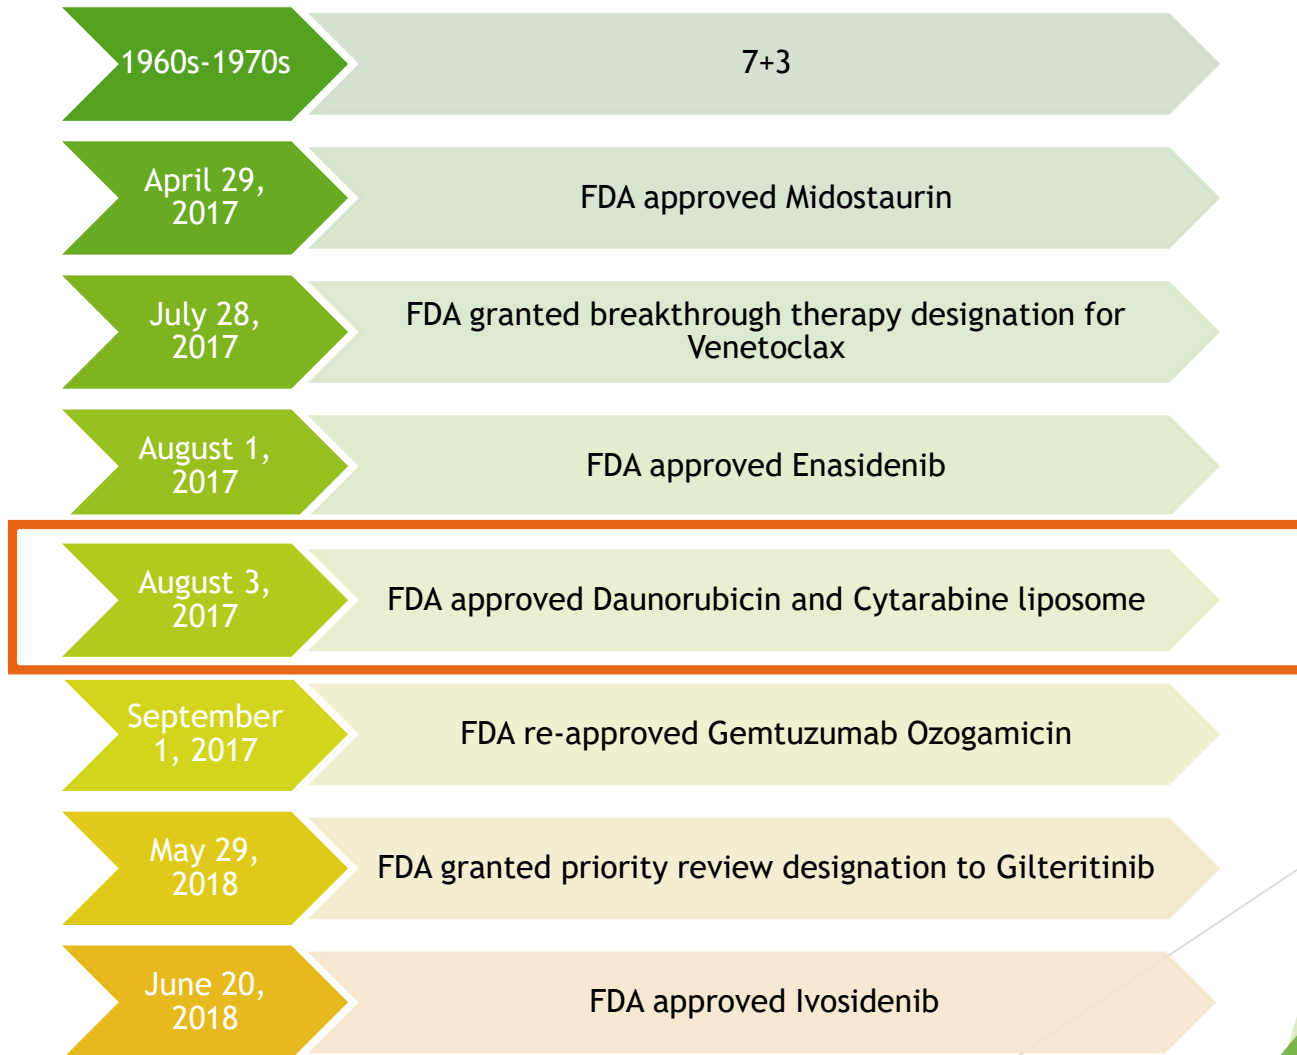 1960s-1970s
7+3
April 29,
2017
FDA approved Midostaurin
July 28,
2017
FDA granted breakthrough therapy designation for
Venetoclax
August 1,
2017
FDA approved Enasidenib
August 3,
2017
FDA approved Daunorubicin and Cytarabine liposome
September
1, 2017
FDA re-approved Gemtuzumab Ozogamicin
May 29,
2018
FDA granted priority review designation to Gilteritinib
June 20,
2018
FDA approved Ivosidenib